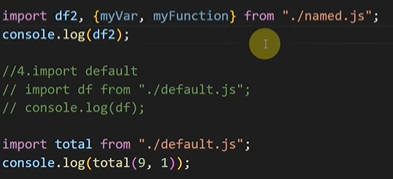 import df2, {myVar, myFunction} from "./named.js";
console.log(df2);
//4.import default
// import df from "./default.js";
// console.log(df);
import total from "./default.js";
console.log(total(9, 1));